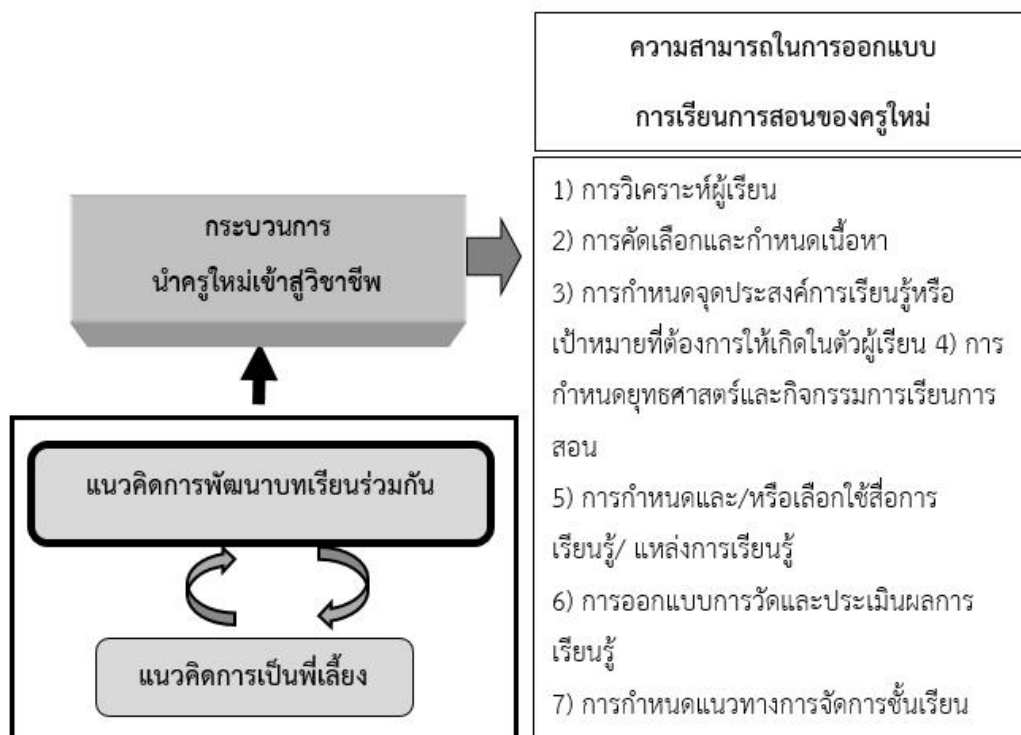 ความสามารถในการออกแบบ
การเรียนการสอนของครูใหม่
กระบวนการ
นำครูใหม่เข้าสู่วิชาชีพ
แนวคิดการพัฒนาบทเรียนร่วมกัน
แนวคิดการเป็นพี่เลี้ยง
1) การวิเคราะห์ผู้เรียน
2) การคัดเลือกและกำหนดเนื้อหา
3) การกำหนดจุดประสงค์การเรียนรู้หรือ
เป้าหมายที่ต้องการให้เกิดในตัวผู้เรียน 4) การ
กำหนดยุทธศาสตร์และกิจกรรมการเรียนการ
สอน
5) การกำหนดและ/หรือเลือกใช้สื่อการ
เรียนรู้/ แหล่งการเรียนรู้
6) การออกแบบการวัดและประเมินผลการ
เรียนรู้
7) การกำหนดแนวทางการจัดการชั้นเรียน